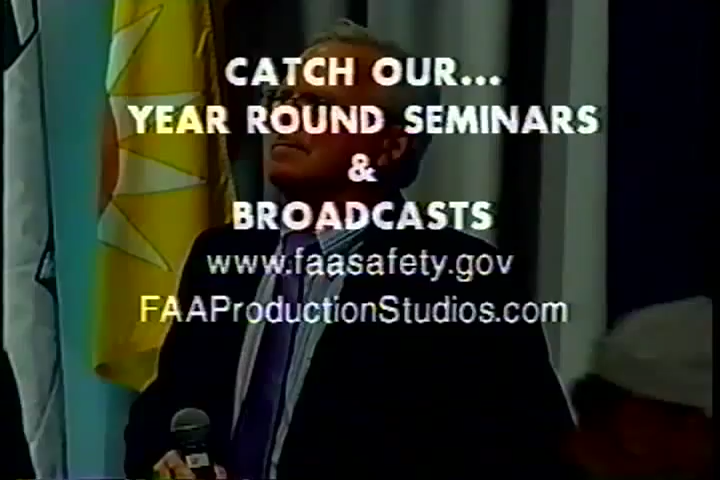 CATCH OUR...
YEAR ROUND SEMINARS
&
BROADCASTS
www.faasafety.gov
FAAProductionStudios.com